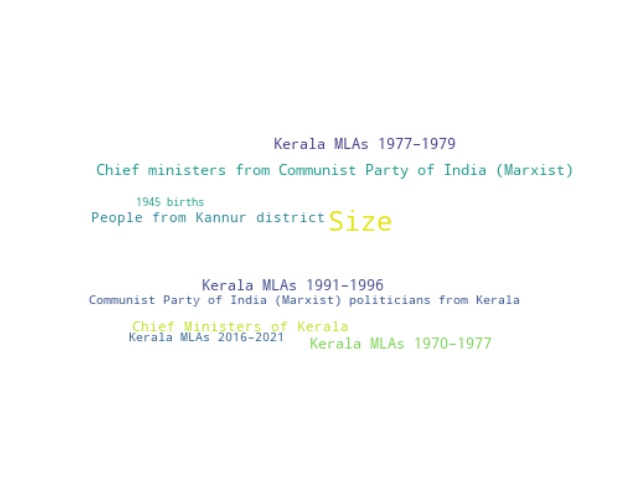 Kerala MLAs 1977–1979
Chief ministers from Communist Party of India (Marxist)
1945 births
People from Kannur district
Size
Kerala MLAs 1991–1996
Communist Party of India (Marxist) politicians from Kerala
Chief Ministers of Kerala
Kerala MLAs 2016–2021
Kerala MLAs 1970–1977